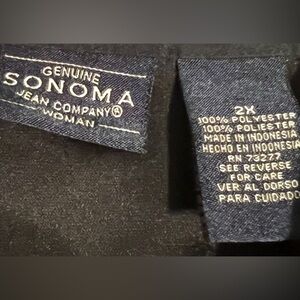 GENUINE
SONOMA
JEAN COMPANY®
WOMAN
2X
100% POLYESTER
100% POLIESTER
MADE IN INDONESIA
HECHO EN INDONESIA
RN 73277
SEE REVERSE
FOR CARE
VER AL DORSO
PARA CUIDADO